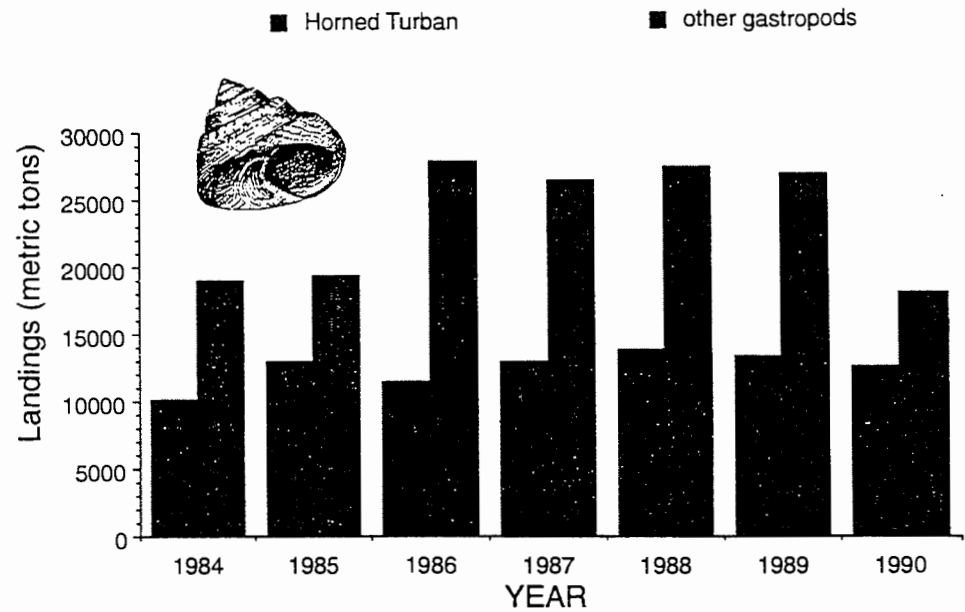 Horned Turban other gastropods
30000
25000
20000
15000
10000
5000
0
Landings (metric tons)
1984 1985 1986 1987 1988 1989 1990
YEAR